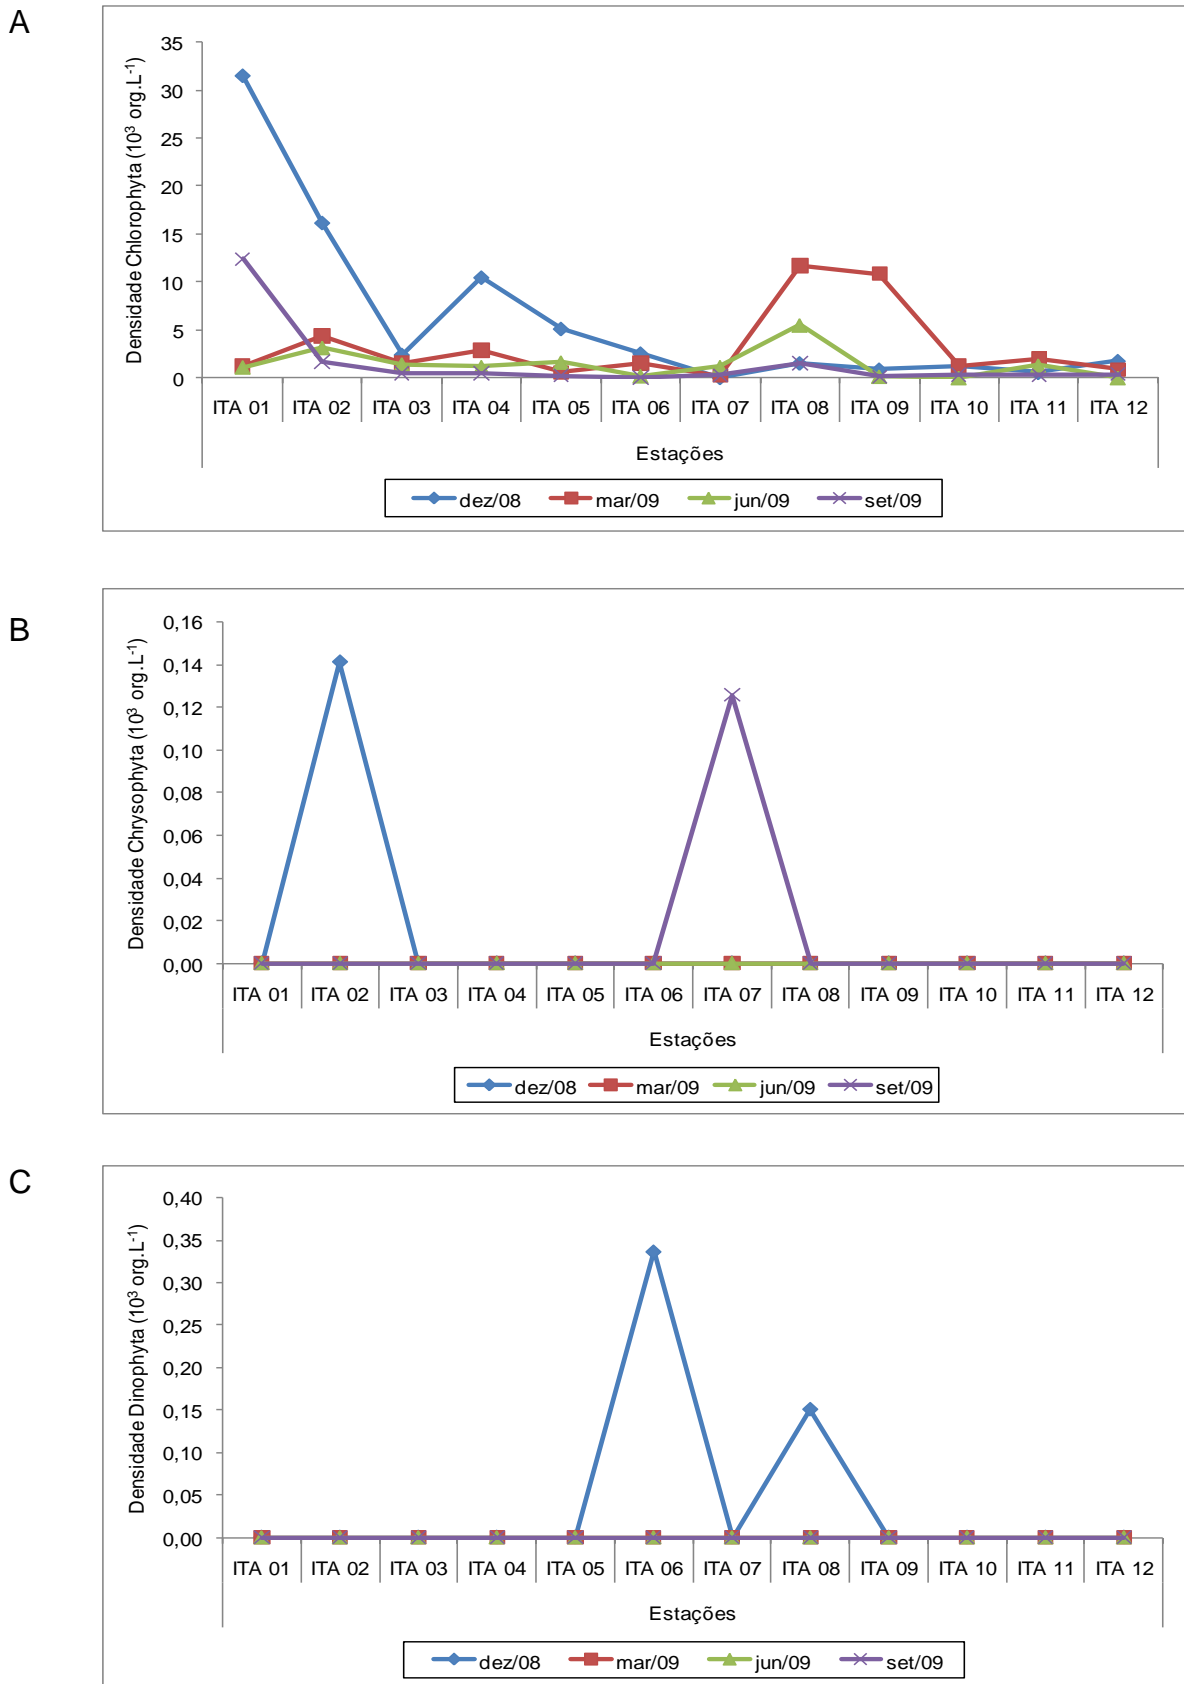 A
Densidade Chlorophyta (10³ org.L⁻¹)
35
30
25
20
15
10
5
0
ITA 01 ITA 02 ITA 03 ITA 04 ITA 05 ITA 06 ITA 07 ITA 08 ITA 09 ITA 10 ITA 11 ITA 12
Estações
dez/08 mar/09 jun/09 set/09
B
Densidade Chrysophyta (10³ org.L⁻¹)
0,16
0,14
0,12
0,10
0,08
0,06
0,04
0,02
0,00
ITA 01 ITA 02 ITA 03 ITA 04 ITA 05 ITA 06 ITA 07 ITA 08 ITA 09 ITA 10 ITA 11 ITA 12
Estações
dez/08 mar/09 jun/09 set/09
C
Densidade Dinophyta (10³ org.L⁻¹)
0,40
0,35
0,30
0,25
0,20
0,15
0,10
0,05
0,00
ITA 01 ITA 02 ITA 03 ITA 04 ITA 05 ITA 06 ITA 07 ITA 08 ITA 09 ITA 10 ITA 11 ITA 12
Estações
dez/08 mar/09 jun/09 set/09